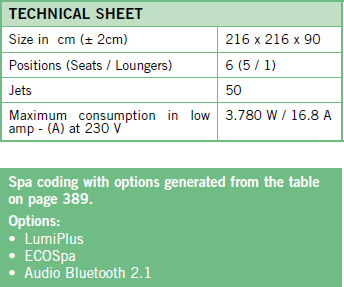 TECHNICAL SHEET
Size in cm (± 2cm) 216 x 216 x 90
Positions (Seats / Loungers) 6 (5 / 1)
Jets 50
Maximum consumption in low 3.780 W / 16.8 A
amp - (A) at 230 V
Spa coding with options generated from the table
on page 389.
Options:
• LumiPlus
• ECOSpa
• Audio Bluetooth 2.1